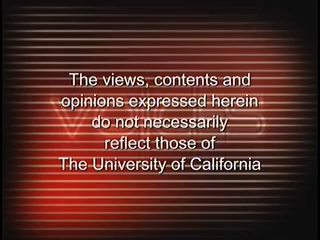 The views, contents and
opinions expressed herein
do not necessarily
reflect those of
The University of California